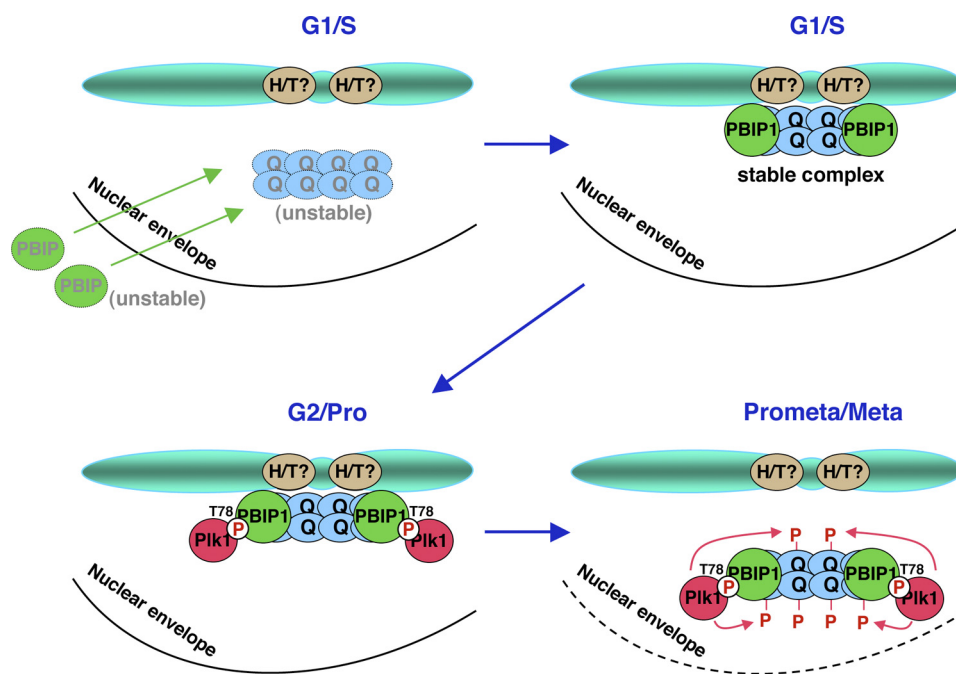 G1/S
H/T? H/T?
Q Q Q Q
Q Q Q Q
(unstable)
Nuclear envelope
PBIP
PBIP
(unstable)
G1/S
H/T? H/T?
PBIP1 Q Q PBIP1
Q Q
stable complex
Nuclear envelope
G2/Pro
H/T? H/T?
T78 PBIP1 Q Q PBIP1 T78
Plk1 P Q Q P Plk1
Nuclear envelope
Prometa/Meta
H/T? H/T?
P P
T78 PBIP1 Q Q PBIP1 T78
Plk1 P Q Q P Plk1
P P P P
Nuclear envelope